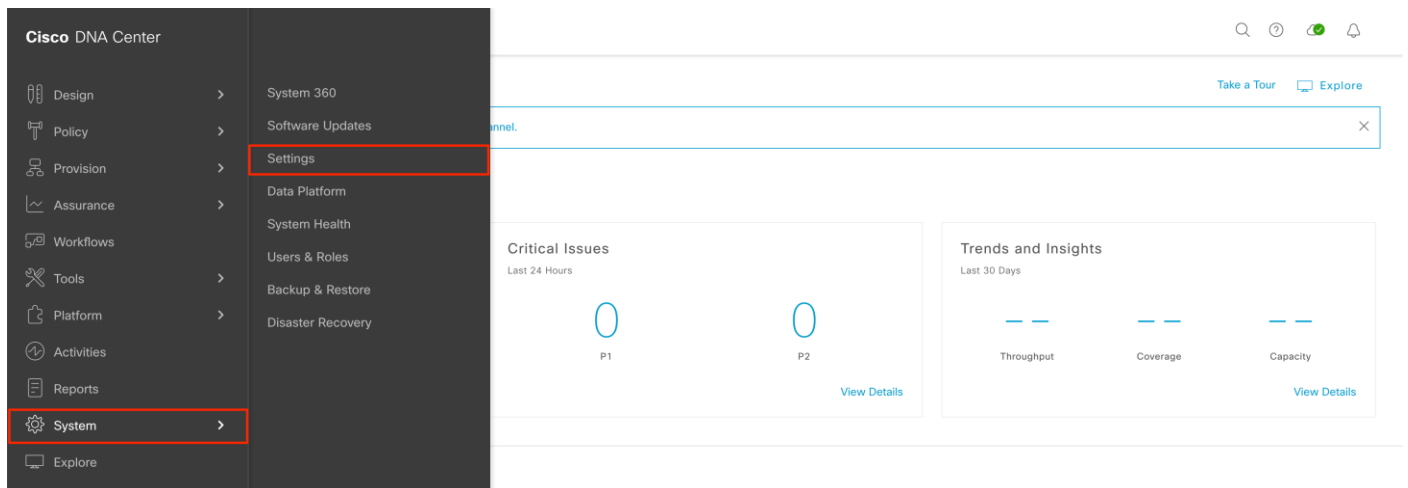 Cisco DNA Center
Design
Policy
Provision
Assurance
Workflows
Tools
Platform
Activities
Reports
System
Explore
System 360
Software Updates
Settings
Data Platform
System Health
Users & Roles
Backup & Restore
Disaster Recovery
Take a Tour
Explore
annel.
Critical Issues
Last 24 Hours
0
P1
0
P2
View Details
Trends and Insights
Last 30 Days
-- -- --
Throughput Coverage Capacity
View Details